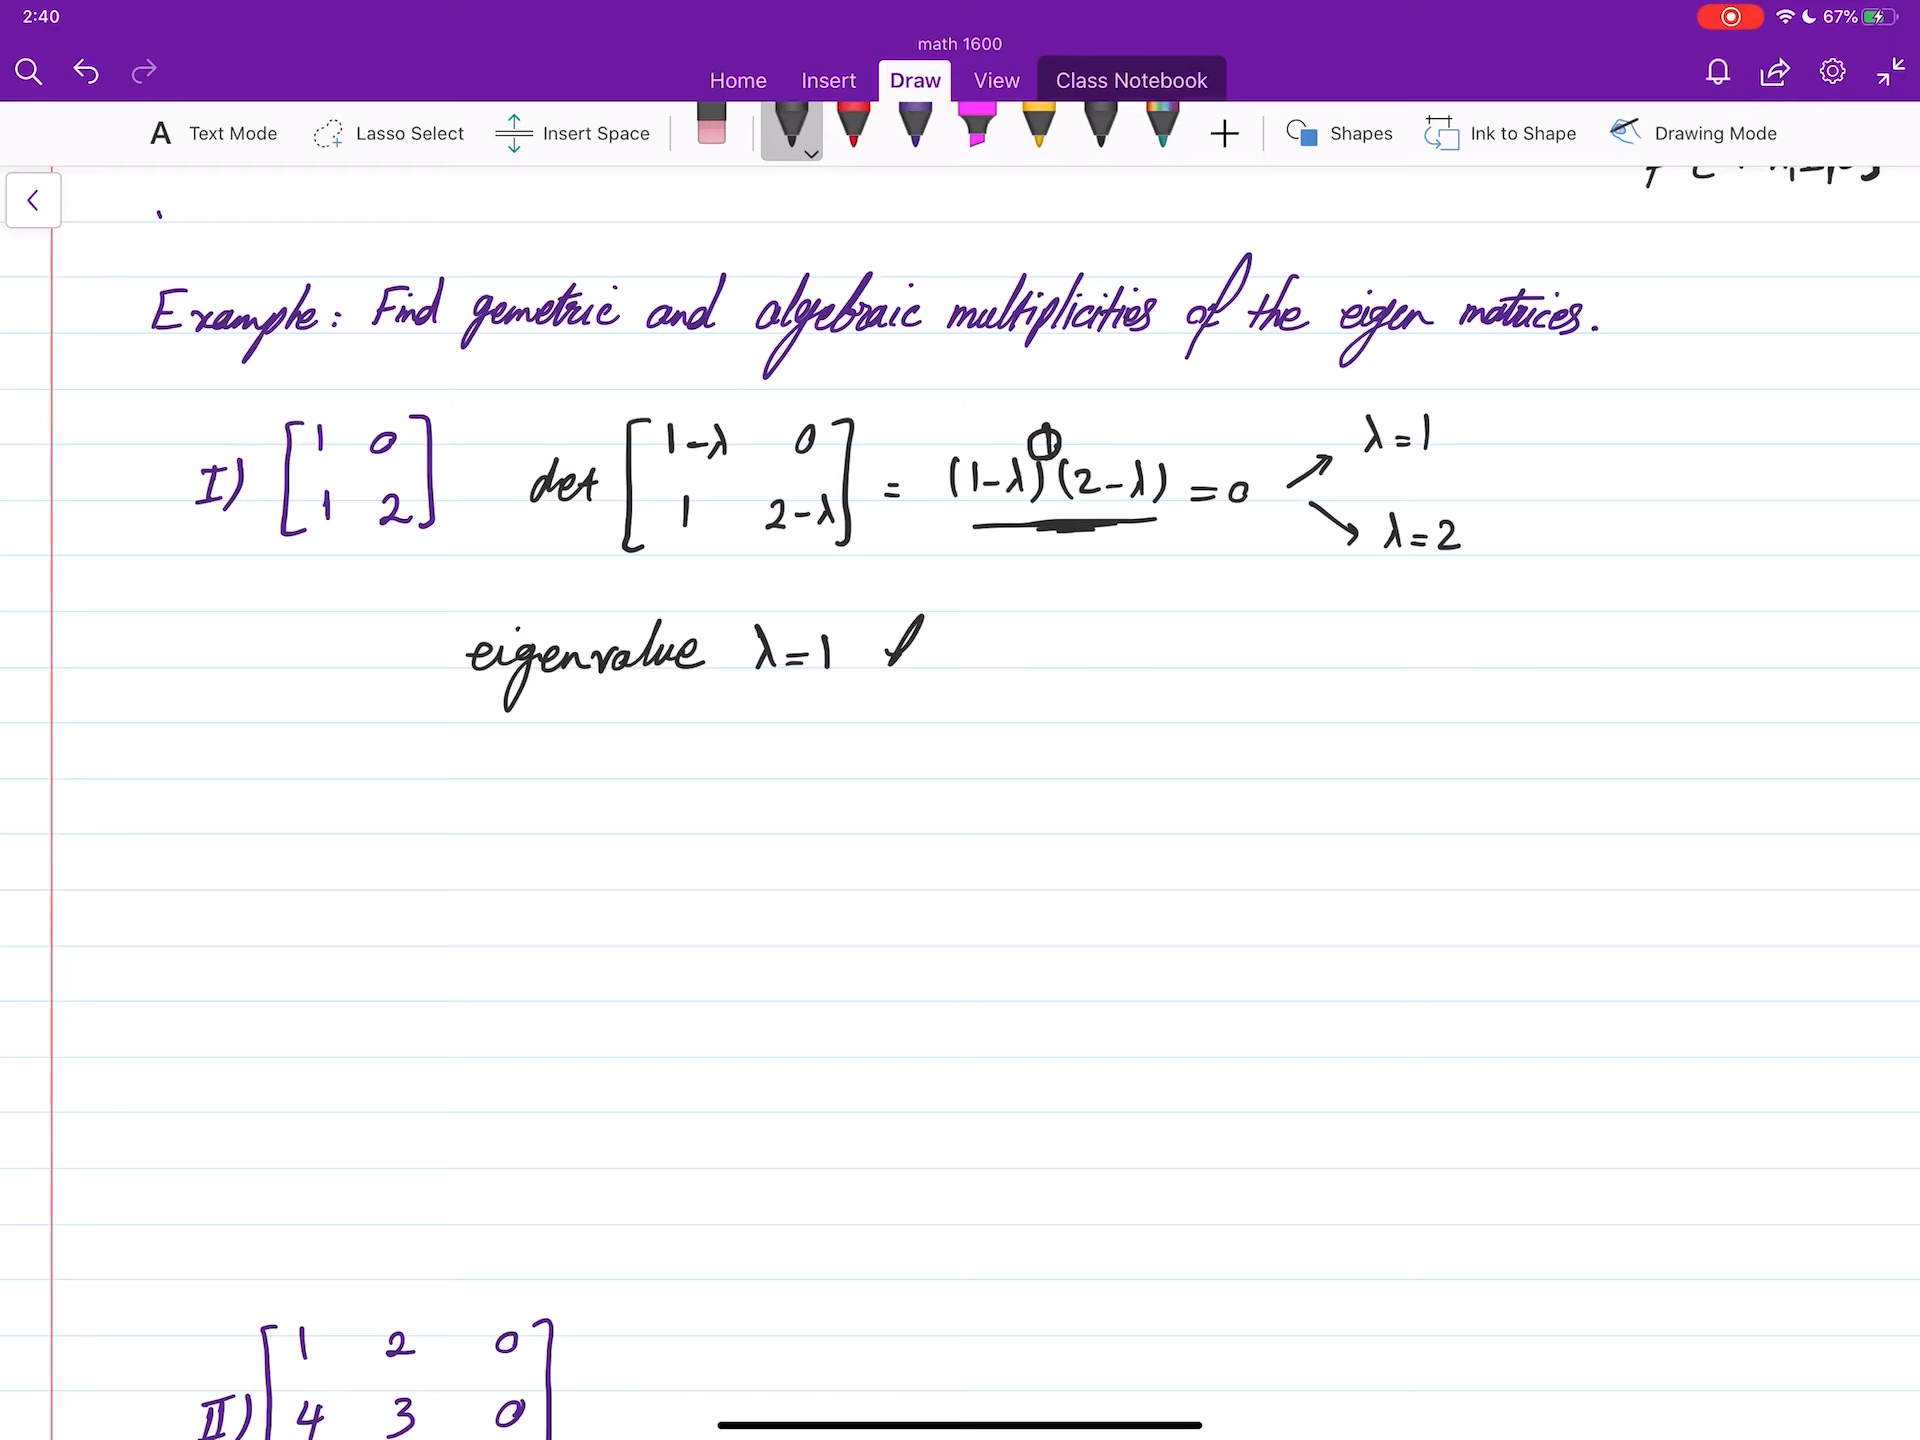 2:40
67%
math 1600
Home Insert Draw View Class Notebook
Text Mode Lasso Select Insert Space Shapes Ink to Shape Drawing Mode
Example: Find gemetric and algebraic multiplicities of the eigen matrices.
I) [1 0
1 2]
det [1-λ 0
1 2-λ] = (1-λ)^1 (2-λ) = 0
λ=1
λ=2
eigenvalue λ=1
II) [1 2 0
4 3 0